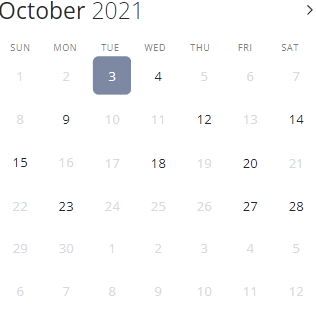 October 2021
SUN MON TUE WED THU FRI SAT
1 2 3 4 5 6 7
8 9 10 11 12 13 14
15 16 17 18 19 20 21
22 23 24 25 26 27 28
29 30 1 2 3 4 5
6 7 8 9 10 11 12